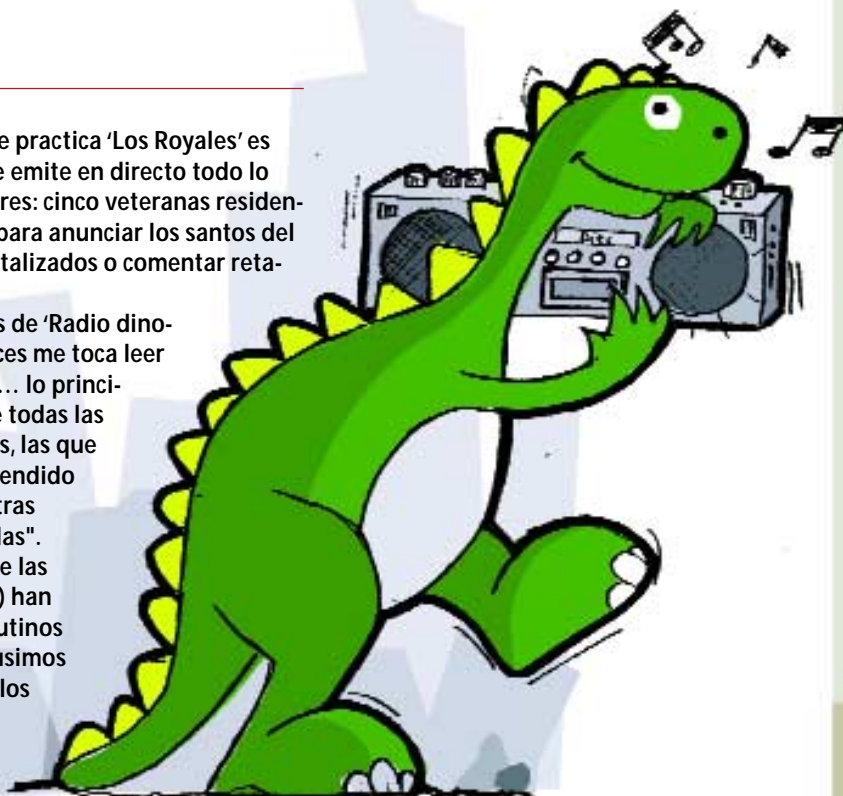 e practica ‘Los Royales’ es
e emite en directo todo lo
res: cinco veteranas residen-
para anunciar los santos del
talizados o comentar reta-
s de ‘Radio dino-
ces me toca leer
… lo princi-
e todas las
s, las que
endido
tras
las".
e las
) han
utinos
usimos
los